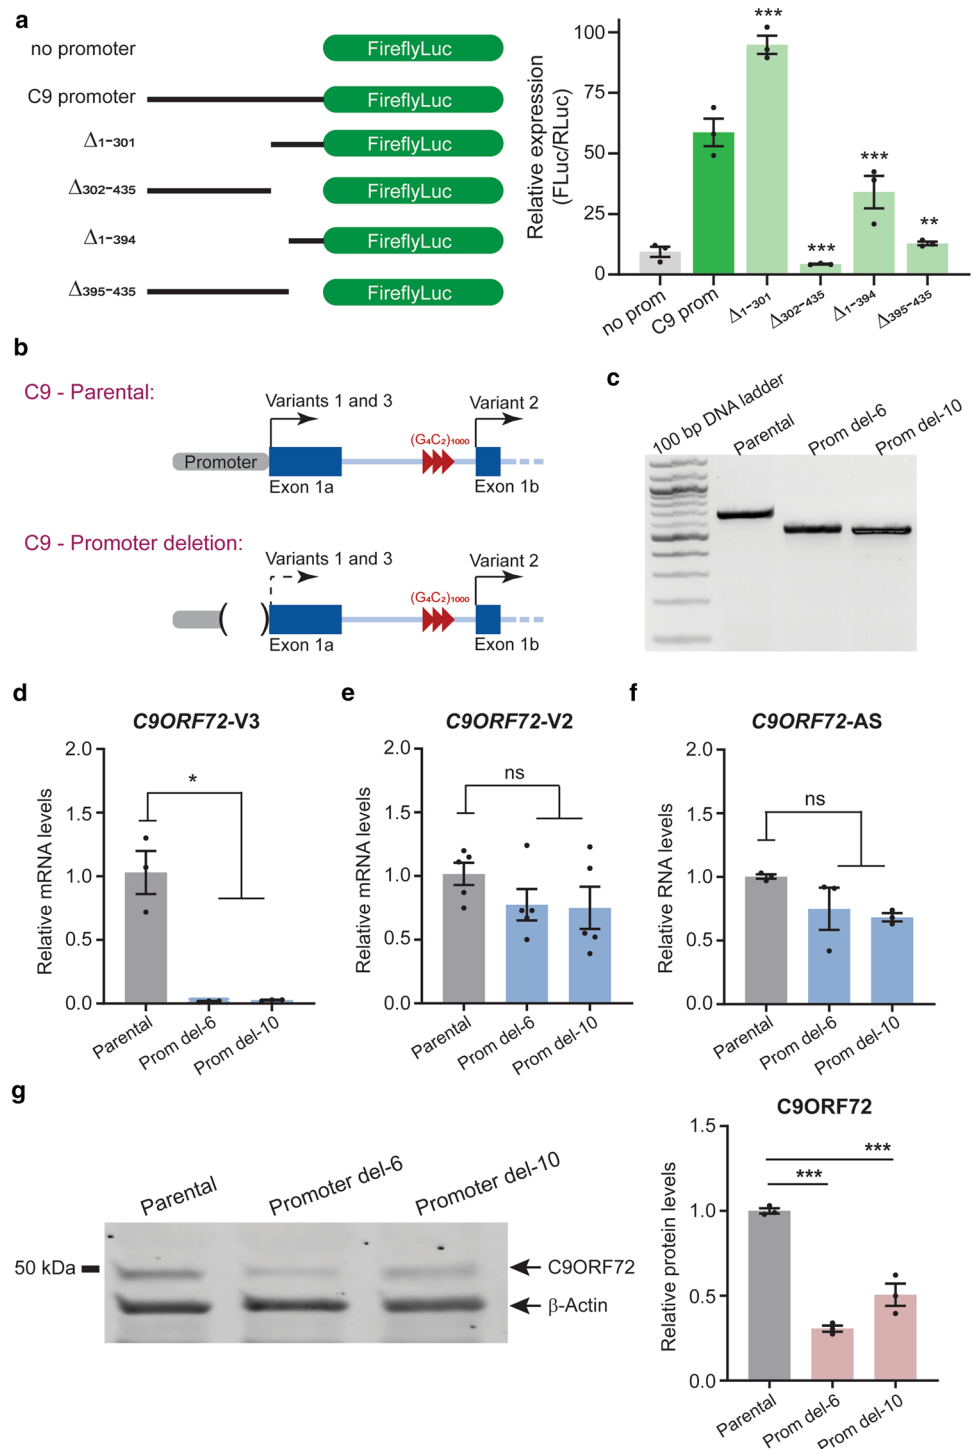 a
no promoter FireflyLuc
C9 promoter FireflyLuc
Δ1-301 FireflyLuc
Δ302-435 FireflyLuc
Δ1-394 FireflyLuc
Δ395-435 FireflyLuc
Relative expression
(FLuc/RLuc)
100
75
50
25
0
***
***
***
**
no prom
C9 prom
Δ1-301
Δ302-435
Δ1-394
Δ395-435
b
C9 - Parental:
Variants 1 and 3
Variant 2
(G4C2)1000
Promoter
Exon 1a
Exon 1b
C9 - Promoter deletion:
Variants 1 and 3
Variant 2
(G4C2)1000
( )
Exon 1a
Exon 1b
c
100 bp DNA ladder
Parental
Prom del-6
Prom del-10
d
C9ORF72-V3
Relative mRNA levels
2.0
1.5
1.0
0.5
0.0
*
Parental
Prom del-6
Prom del-10
e
C9ORF72-V2
Relative mRNA levels
2.0
1.5
1.0
0.5
0.0
ns
Parental
Prom del-6
Prom del-10
f
C9ORF72-AS
Relative RNA levels
2.0
1.5
1.0
0.5
0.0
ns
Parental
Prom del-6
Prom del-10
g
Parental
Promoter del-6
Promoter del-10
50 kDa
C9ORF72
β-Actin
C9ORF72
Relative protein levels
1.5
1.0
0.5
0.0
***
***
Parental
Prom del-6
Prom del-10